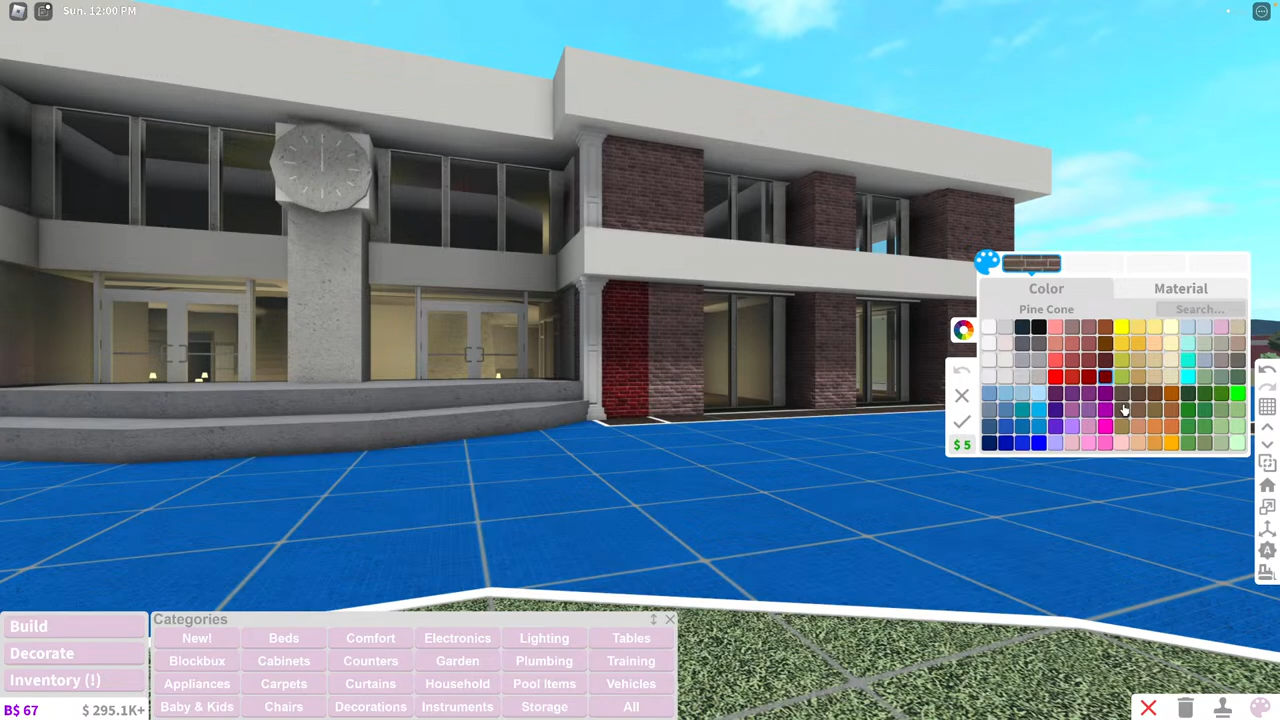 Sun. 12:00 PM
Color
Material
Pine Cone
Search...
$ 5
Build
Decorate
Inventory (!)
B$ 67
$ 295.1K+
Categories
New!
Beds
Comfort
Electronics
Lighting
Tables
Blockbux
Cabinets
Counters
Garden
Plumbing
Training
Appliances
Carpets
Curtains
Household
Pool Items
Vehicles
Baby & Kids
Chairs
Decorations
Instruments
Storage
All
A